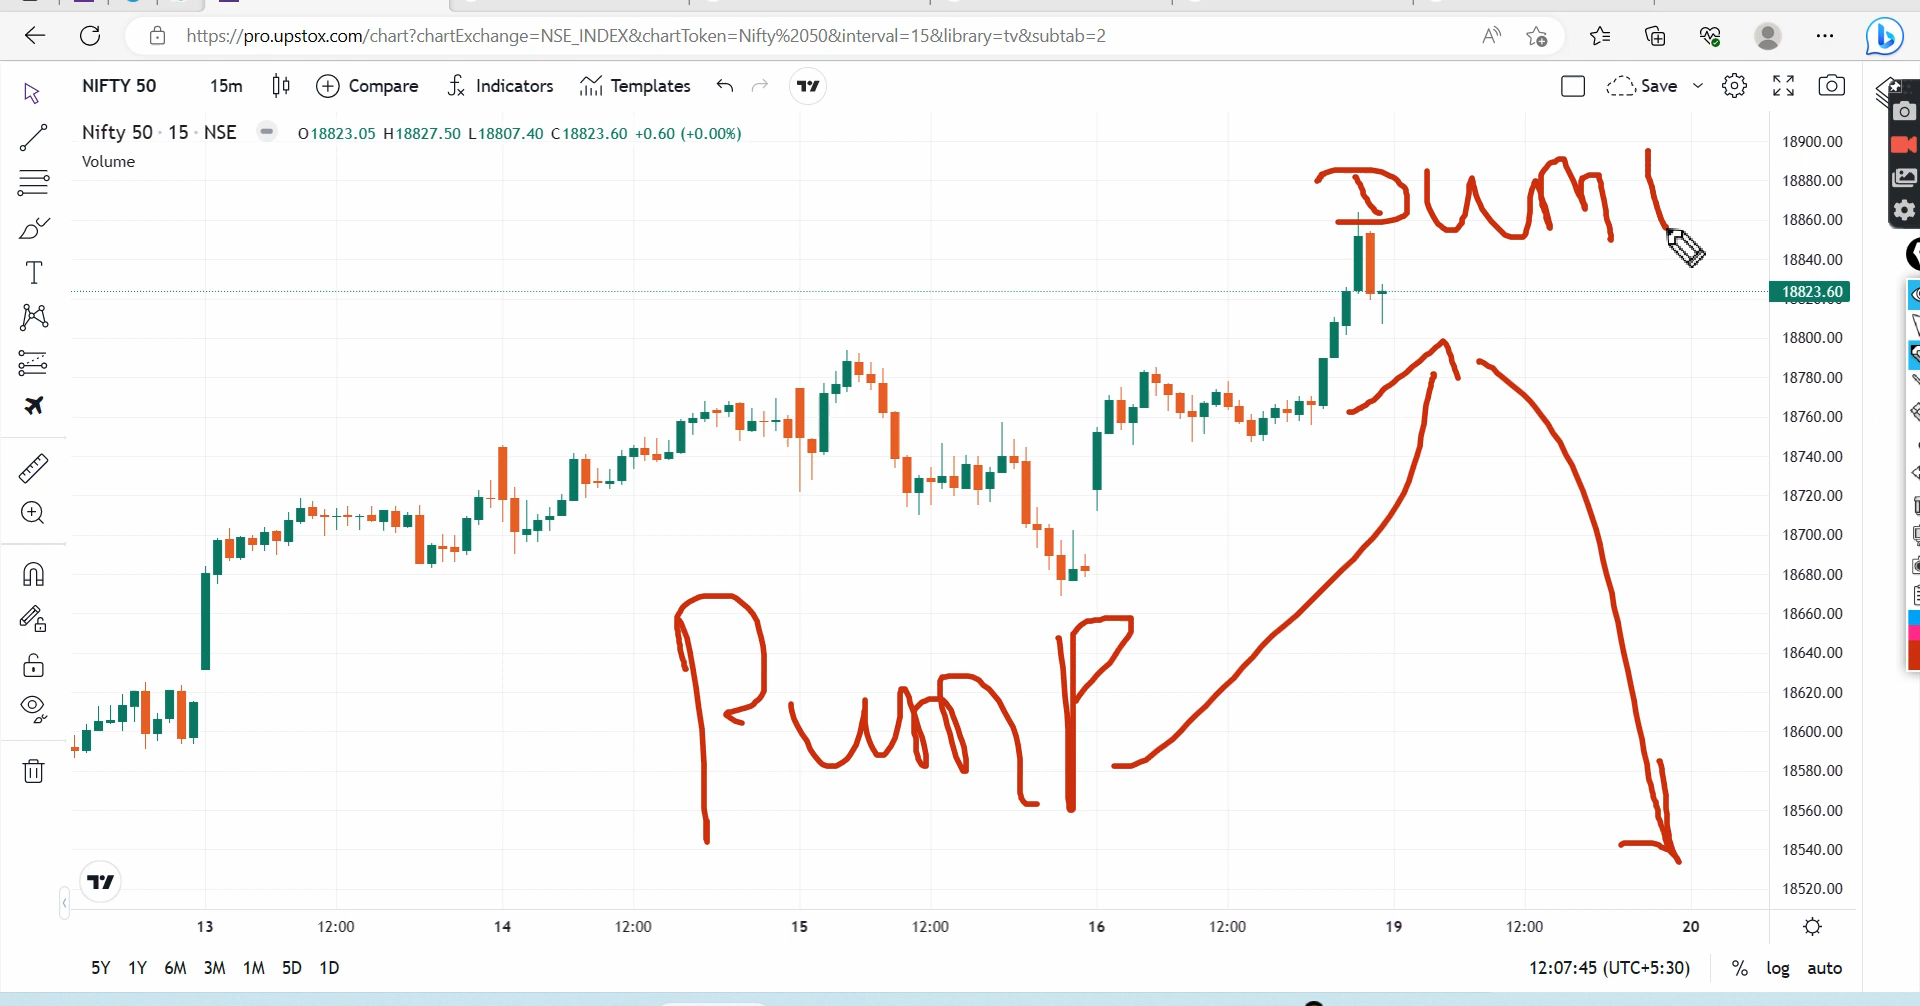 https://pro.upstox.com/chart?chartExchange=NSE_INDEX&chartToken=Nifty%2050&interval=15&library=tv&subtab=2
NIFTY 50 15m Compare Indicators Templates Save
Nifty 50 · 15 · NSE O18823.05 H18827.50 L18807.40 C18823.60 +0.60 (+0.00%)
Volume
18900.00
18880.00
18860.00
18840.00
18823.60
18800.00
18780.00
18760.00
18740.00
18720.00
18700.00
18680.00
18660.00
18640.00
18620.00
18600.00
18580.00
18560.00
18540.00
18520.00
Dum
PumP
13 12:00 14 12:00 15 12:00 16 12:00 19 12:00 20
5Y 1Y 6M 3M 1M 5D 1D 12:07:45 (UTC+5:30) % log auto